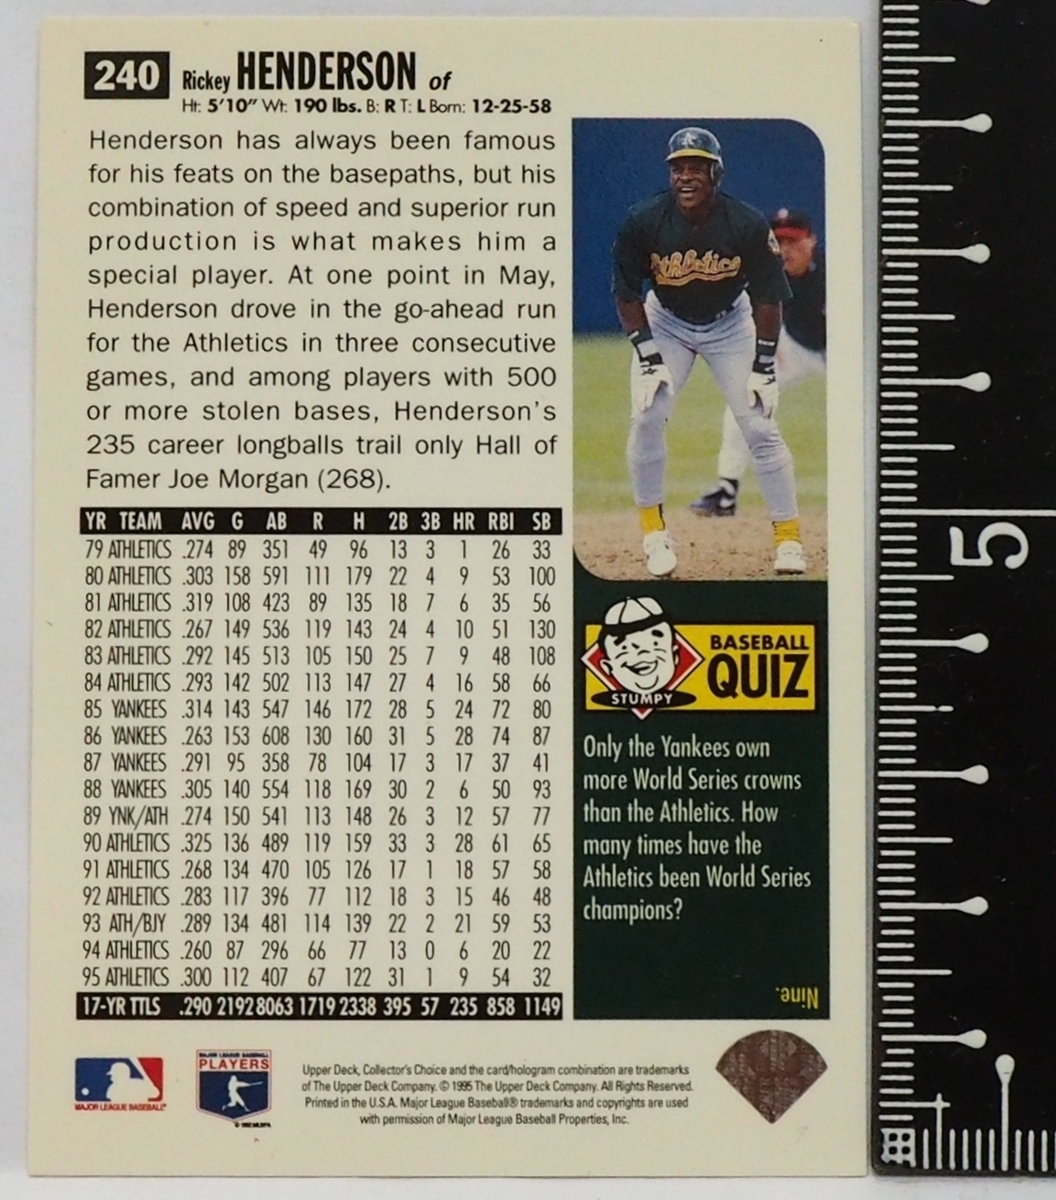 240 Rickey HENDERSON of
Ht: 5'10" Wt: 190 lbs. B: R T: L Born: 12-25-58
Henderson has always been famous
for his feats on the basepaths, but his
combination of speed and superior run
production is what makes him a
special player. At one point in May,
Henderson drove in the go-ahead run
for the Athletics in three consecutive
games, and among players with 500
or more stolen bases, Henderson's
235 career longballs trail only Hall of
Famer Joe Morgan (268).
Athletics
YR TEAM AVG G AB R H 2B 3B HR RBI SB
79 ATHLETICS .274 89 351 49 96 13 3 1 26 33
80 ATHLETICS .303 158 591 111 179 22 4 9 53 100
81 ATHLETICS .319 108 423 89 135 18 7 6 35 56
82 ATHLETICS .267 149 536 119 143 24 4 10 51 130
83 ATHLETICS .292 145 513 105 150 25 7 9 48 108
84 ATHLETICS .293 142 502 113 147 27 4 16 58 66
85 YANKEES .314 143 547 146 172 28 5 24 72 80
86 YANKEES .263 153 608 130 160 31 5 28 74 87
87 YANKEES .291 95 358 78 104 17 3 17 37 41
88 YANKEES .305 140 554 118 169 30 2 6 50 93
89 YNK/ATH .274 150 541 113 148 26 3 12 57 77
90 ATHLETICS .325 136 489 119 159 33 3 28 61 65
91 ATHLETICS .268 134 470 105 126 17 1 18 57 58
92 ATHLETICS .283 117 396 77 112 18 3 15 46 48
93 ATH/BJY .289 134 481 114 139 22 2 21 59 53
94 ATHLETICS .260 87 296 66 77 13 0 6 20 22
95 ATHLETICS .300 112 407 67 122 31 1 9 54 32
17-YR TTLS .290 2192 8063 1719 2338 395 57 235 858 1149
STUMPY
BASEBALL
QUIZ
Only the Yankees own
more World Series crowns
than the Athletics. How
many times have the
Athletics been World Series
champions?
Nine.
MAJOR LEAGUE BASEBALL
MAJOR LEAGUE BASEBALL
PLAYERS
Upper Deck, Collector's Choice and the card/hologram combination are trademarks
of The Upper Deck Company. © 1995 The Upper Deck Company. All Rights Reserved.
Printed in the U.S.A. Major League Baseball® trademarks and copyrights are used
with permission of Major League Baseball Properties, Inc.
5